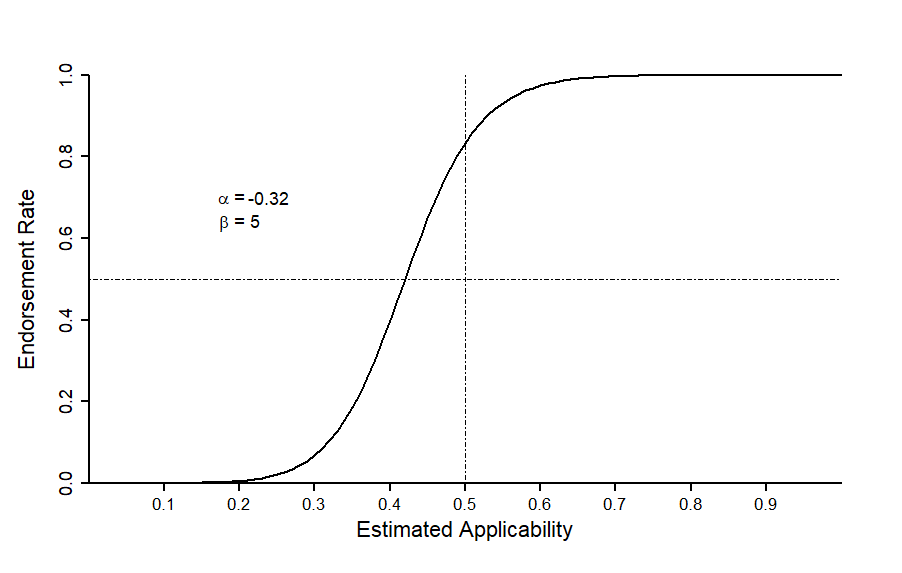 1.0
0.8
0.6
0.4
0.2
0.0
Endorsement Rate
α = -0.32
β = 5
0.1 0.2 0.3 0.4 0.5 0.6 0.7 0.8 0.9
Estimated Applicability